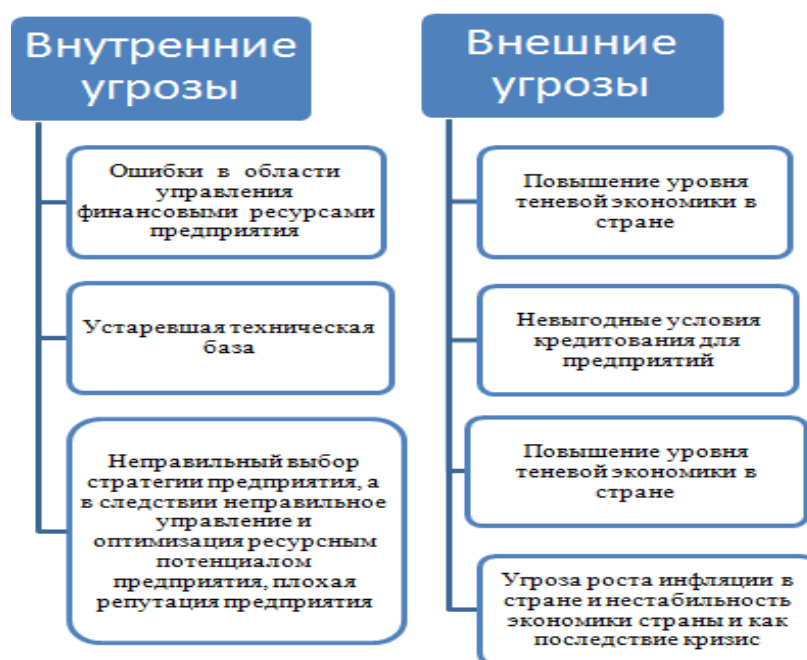 Внутренние
угрозы
Ошибки в области
управления
финансовыми ресурсами
предприятия
Устаревшая техническая
база
Неправильный выбор
стратегии предприятия, а
в следствии неправильное
управление и
оптимизация ресурсным
потенциалом
предприятия, плохая
репутация предприятия
Внешние
угрозы
Повышение уровня
теневой экономики в
стране
Невыгодные условия
кредитования для
предприятий
Повышение уровня
теневой экономики в
стране
Угроза роста инфляции в
стране и нестабильность
экономики страны и как
последствие кризис